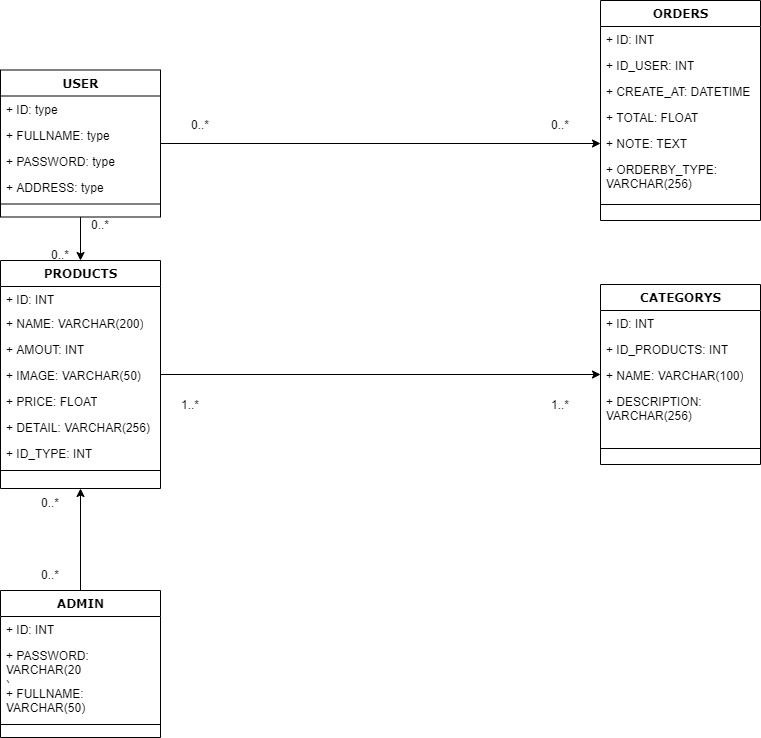 ORDERS
+ ID: INT
+ ID_USER: INT
+ CREATE_AT: DATETIME
+ TOTAL: FLOAT
+ NOTE: TEXT
+ ORDERBY_TYPE:
VARCHAR(256)
USER
+ ID: type
+ FULLNAME: type
+ PASSWORD: type
+ ADDRESS: type
0..*
0..*
0..*
0..*
PRODUCTS
+ ID: INT
+ NAME: VARCHAR(200)
+ AMOUT: INT
+ IMAGE: VARCHAR(50)
+ PRICE: FLOAT
+ DETAIL: VARCHAR(256)
+ ID_TYPE: INT
1..*
1..*
CATEGORYS
+ ID: INT
+ ID_PRODUCTS: INT
+ NAME: VARCHAR(100)
+ DESCRIPTION:
VARCHAR(256)
0..*
0..*
ADMIN
+ ID: INT
+ PASSWORD:
VARCHAR(20
+ FULLNAME:
VARCHAR(50)